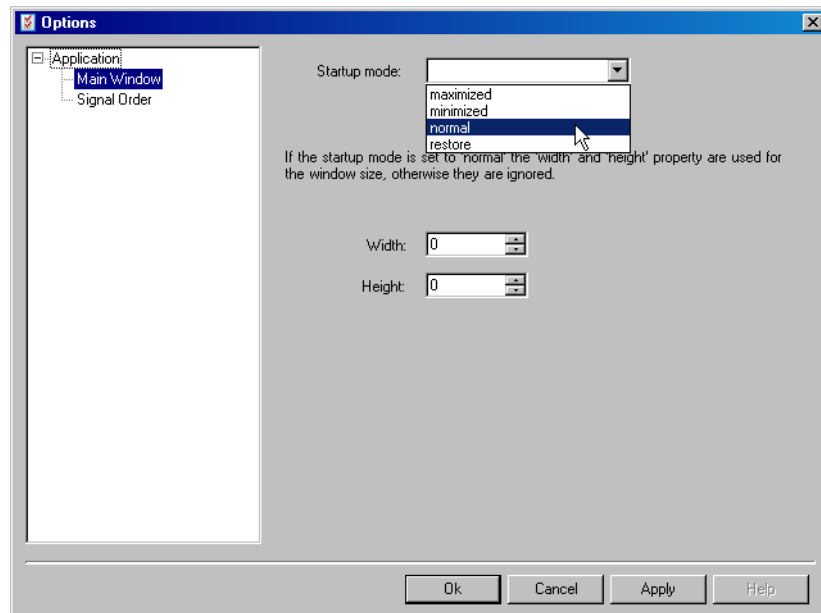 Options
Application
Main Window
Signal Order
Startup mode:
maximized
minimized
normal
restore
If the startup mode is set to 'normal' the 'width' and 'height' property are used for
the window size, otherwise they are ignored.
Width: 0
Height: 0
Ok Cancel Apply Help